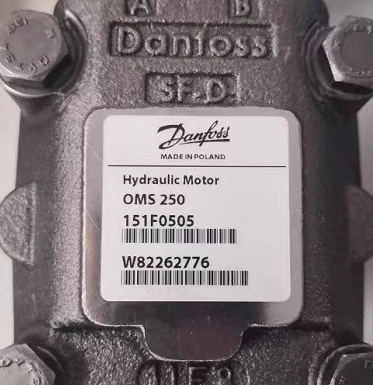 A B
Danfoss
SF-D
Danfoss
MADE IN POLAND
Hydraulic Motor
OMS 250
151F0505
W82262776